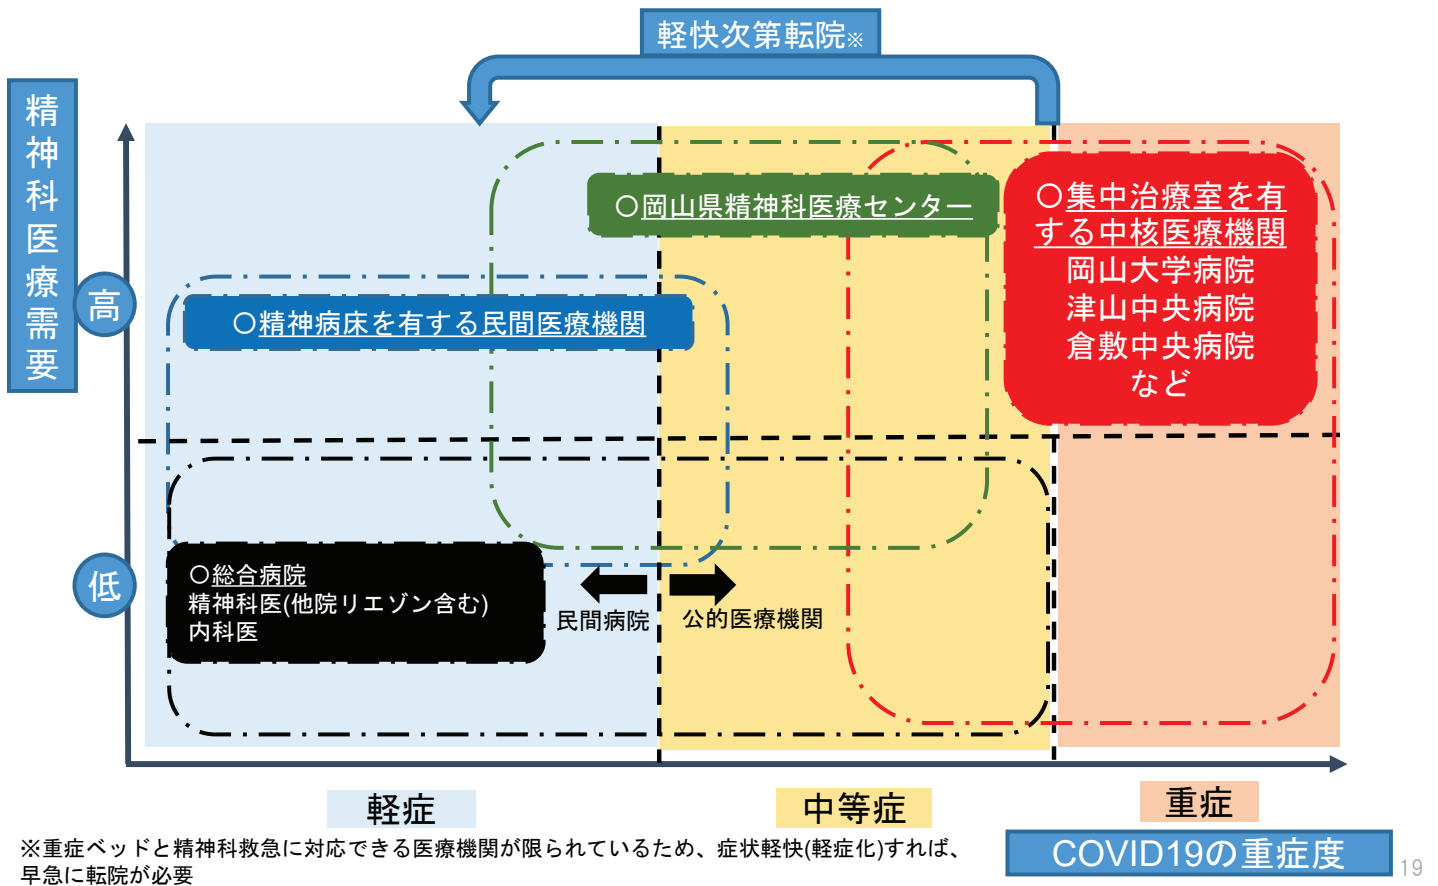 軽快次第転院※
精神科医療需要
高
低
〇岡山県精神科医療センター
〇集中治療室を有
する中核医療機関
岡山大学病院
津山中央病院
倉敷中央病院
など
〇精神病床を有する民間医療機関
〇総合病院
精神科医(他院リエゾン含む)
内科医
民間病院
公的医療機関
軽症
中等症
重症
COVID19の重症度
※重症ベッドと精神科救急に対応できる医療機関が限られているため、症状軽快(軽症化)すれば、
早急に転院が必要
19